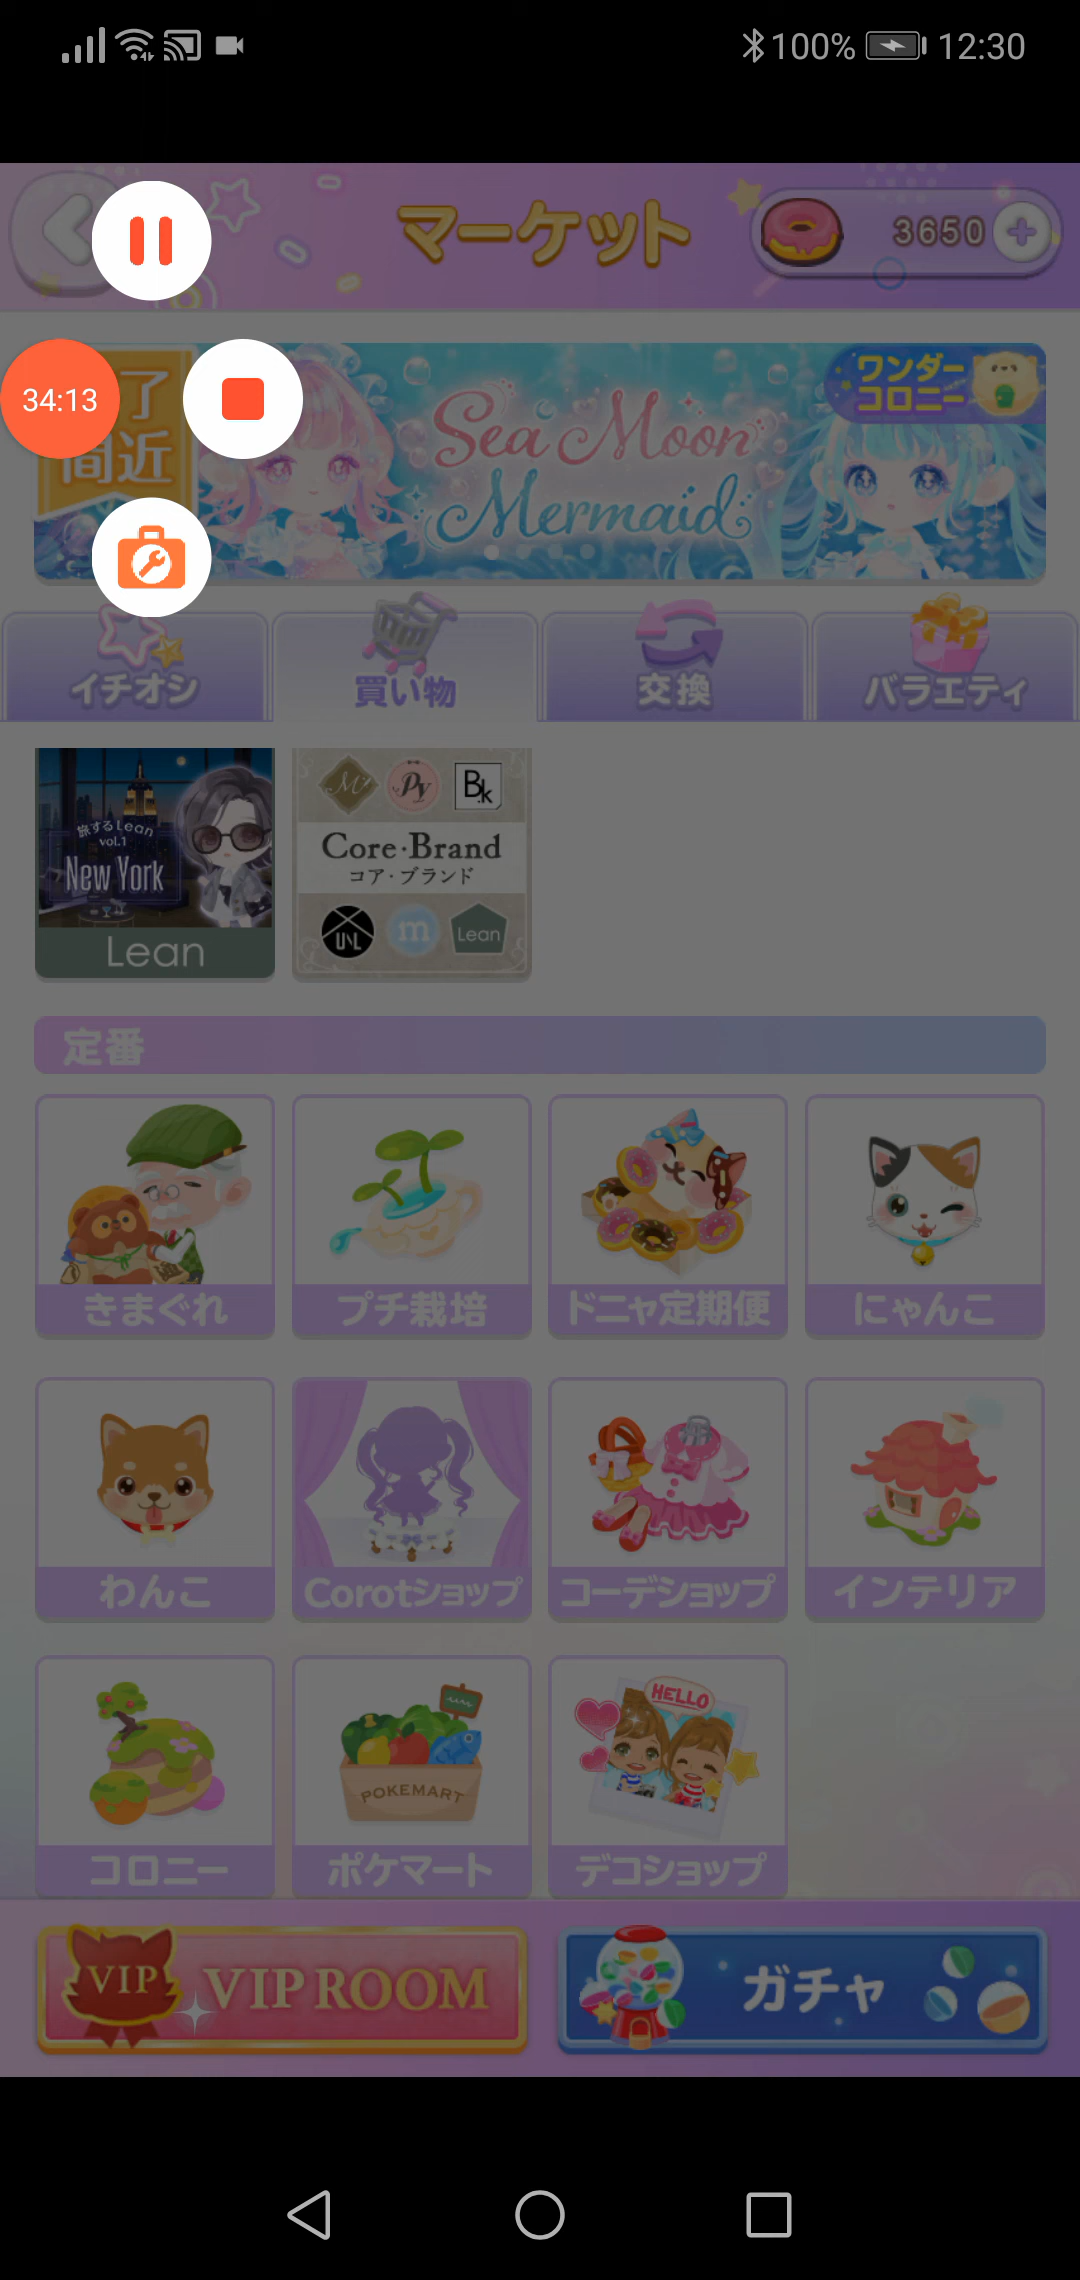 100% 12:30
マーケット
3650
34:13
了
間近
Sea Moon
Mermaid
ワンダー
コロニー
イチオシ
買い物
交換
バラエティ
旅するLean
vol.1
New York
Lean
M
Py
B.k
Core・Brand
コア・ブランド
m
Lean
定番
きまぐれ
プチ栽培
ドニャ定期便
にゃんこ
わんこ
Corotショップ
コーデショップ
インテリア
POKEMART
HELLO
コロニー
ポケマート
デコショップ
VIP
VIP ROOM
ガチャ